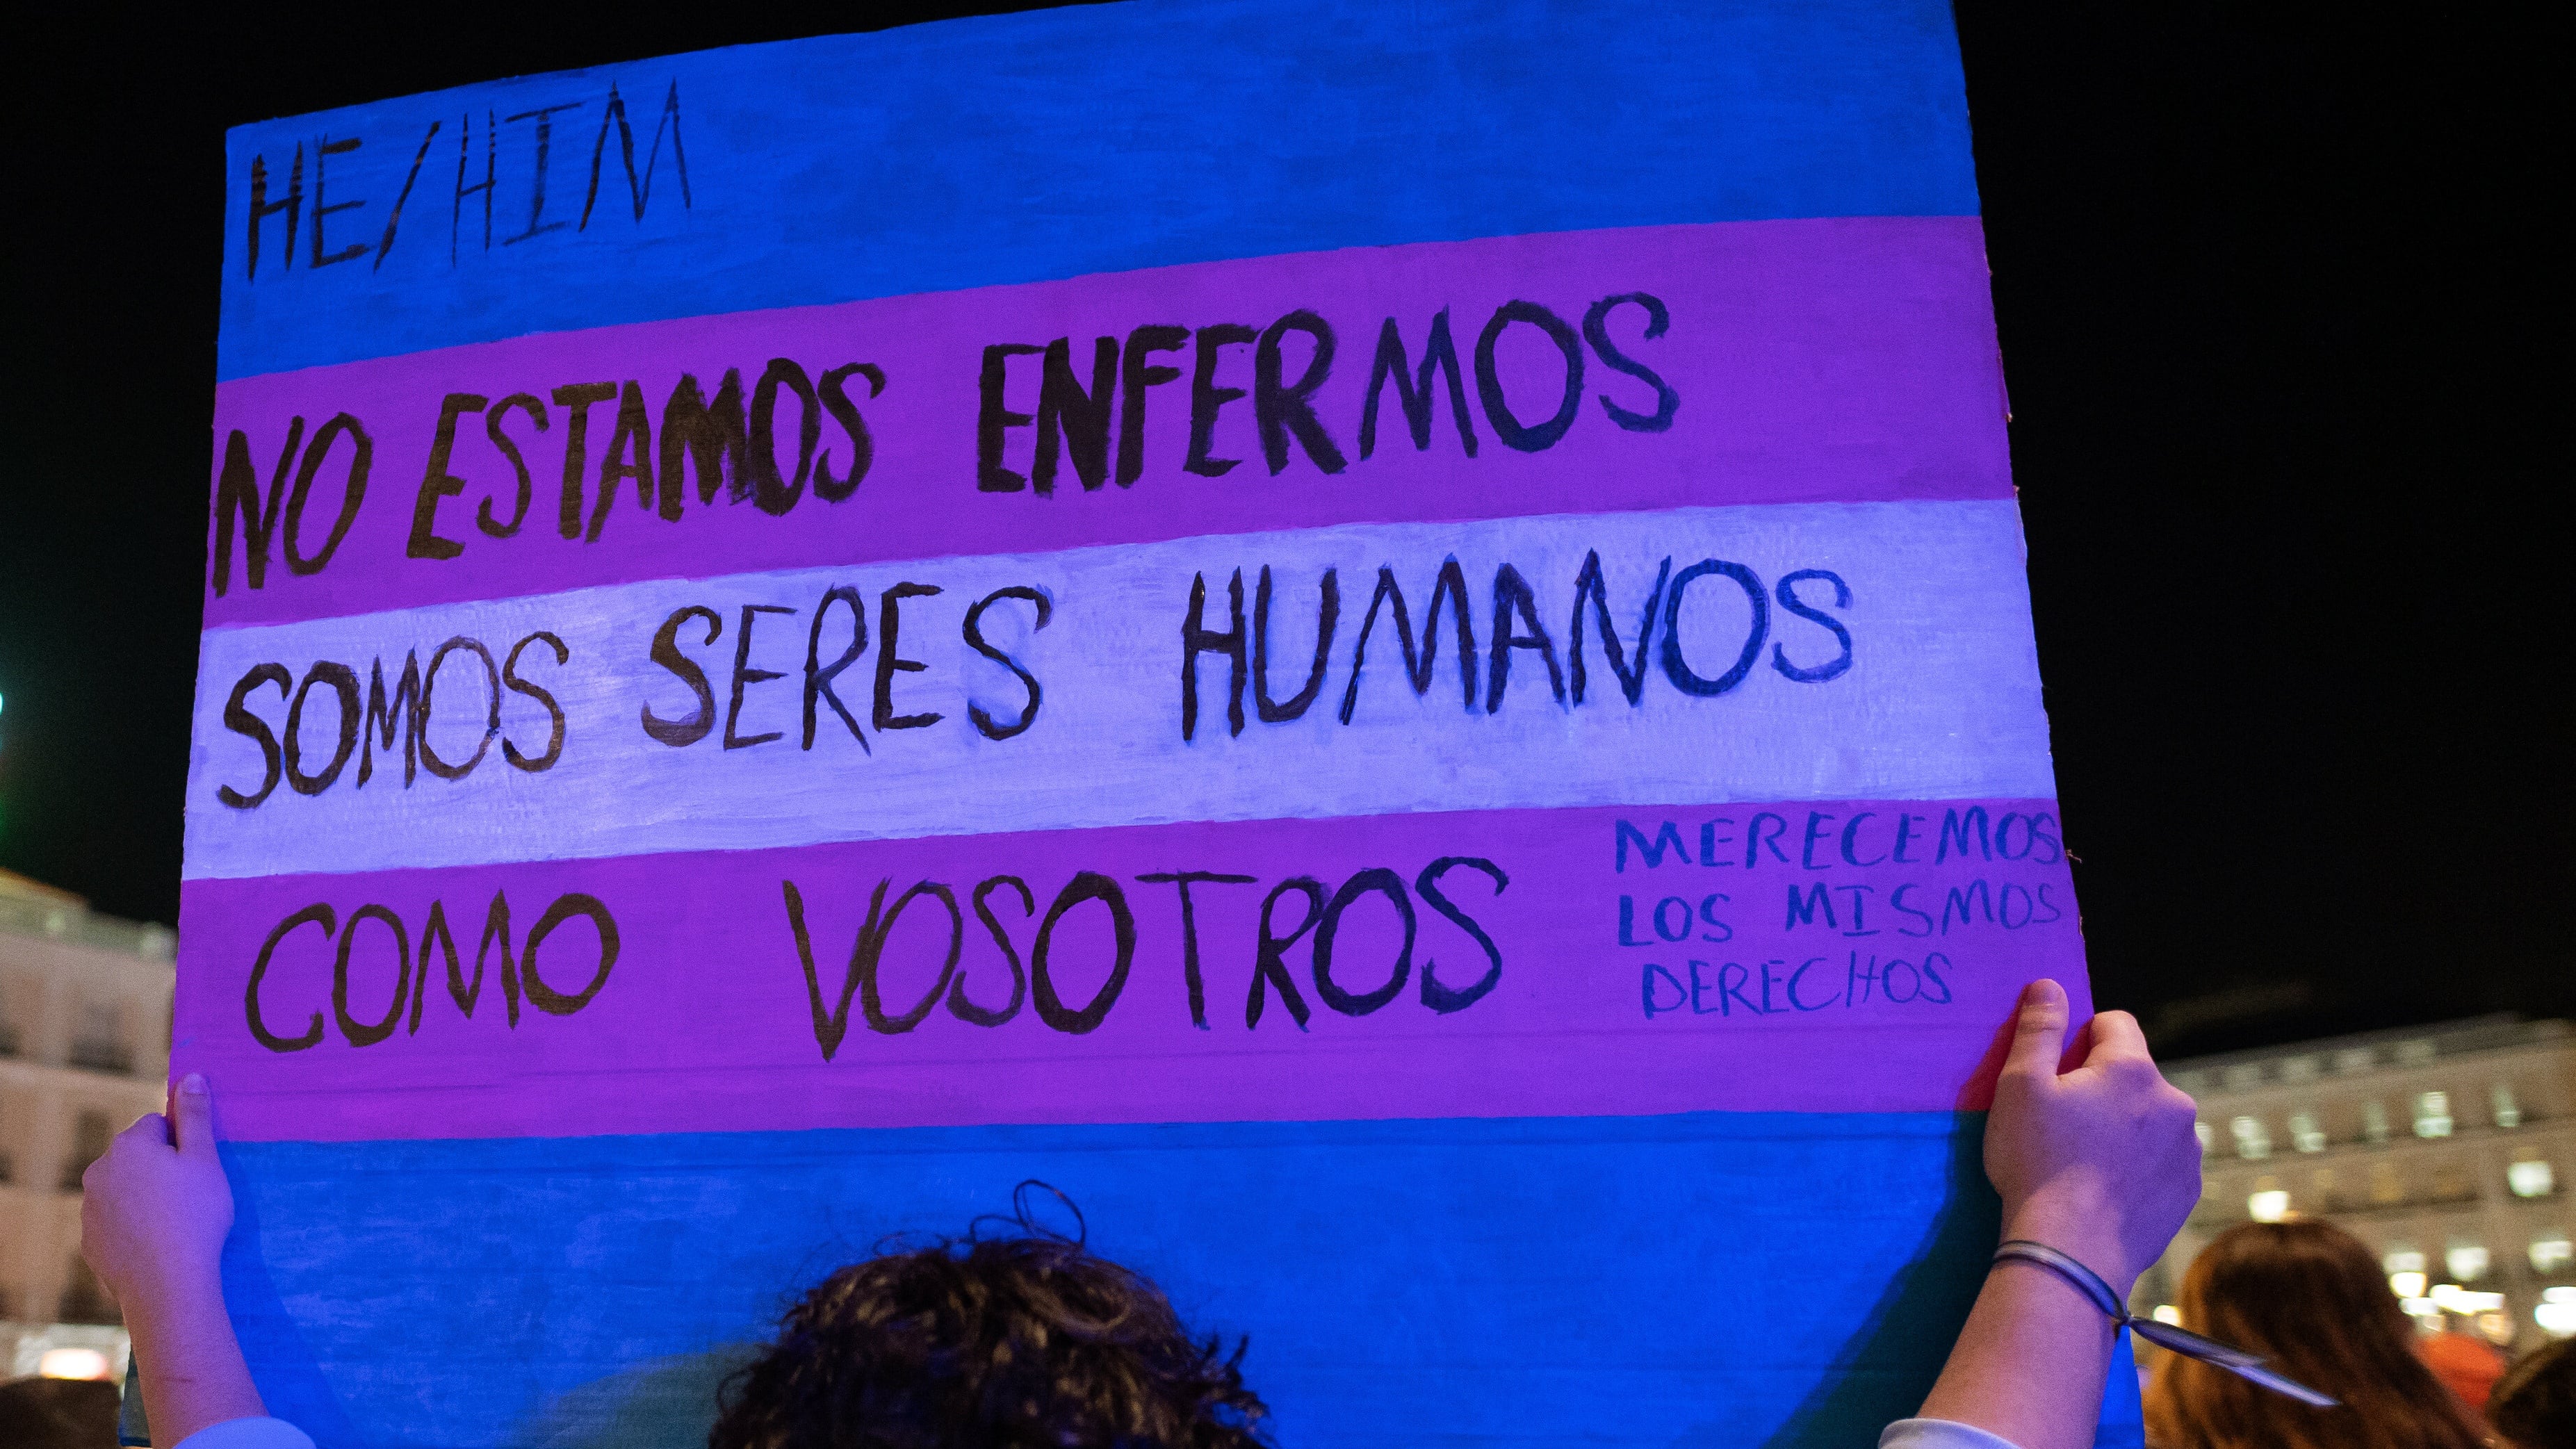 HE/HIM
NO ESTAMOS ENFERMOS
SOMOS SERES HUMANOS
COMO VOSOTROS
MERECEMOS
LOS MISMOS
DERECHOS